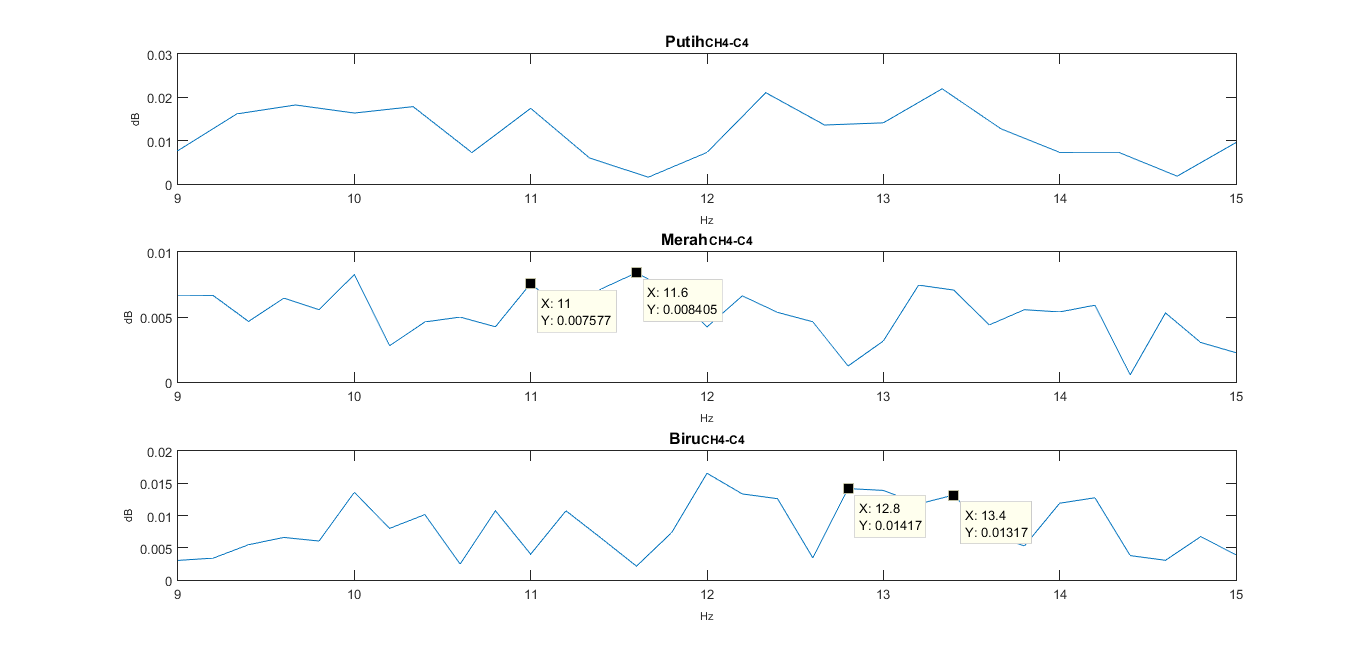 PutihCH4-C4
0.03
0.02
0.01
0
dB
9 10 11 12 13 14 15
Hz
MerahCH4-C4
0.01
0.005
0
dB
X: 11
Y: 0.007577
X: 11.6
Y: 0.008405
9 10 11 12 13 14 15
Hz
BiruCH4-C4
0.02
0.015
0.01
0.005
0
dB
X: 12.8
Y: 0.01417
X: 13.4
Y: 0.01317
9 10 11 12 13 14 15
Hz